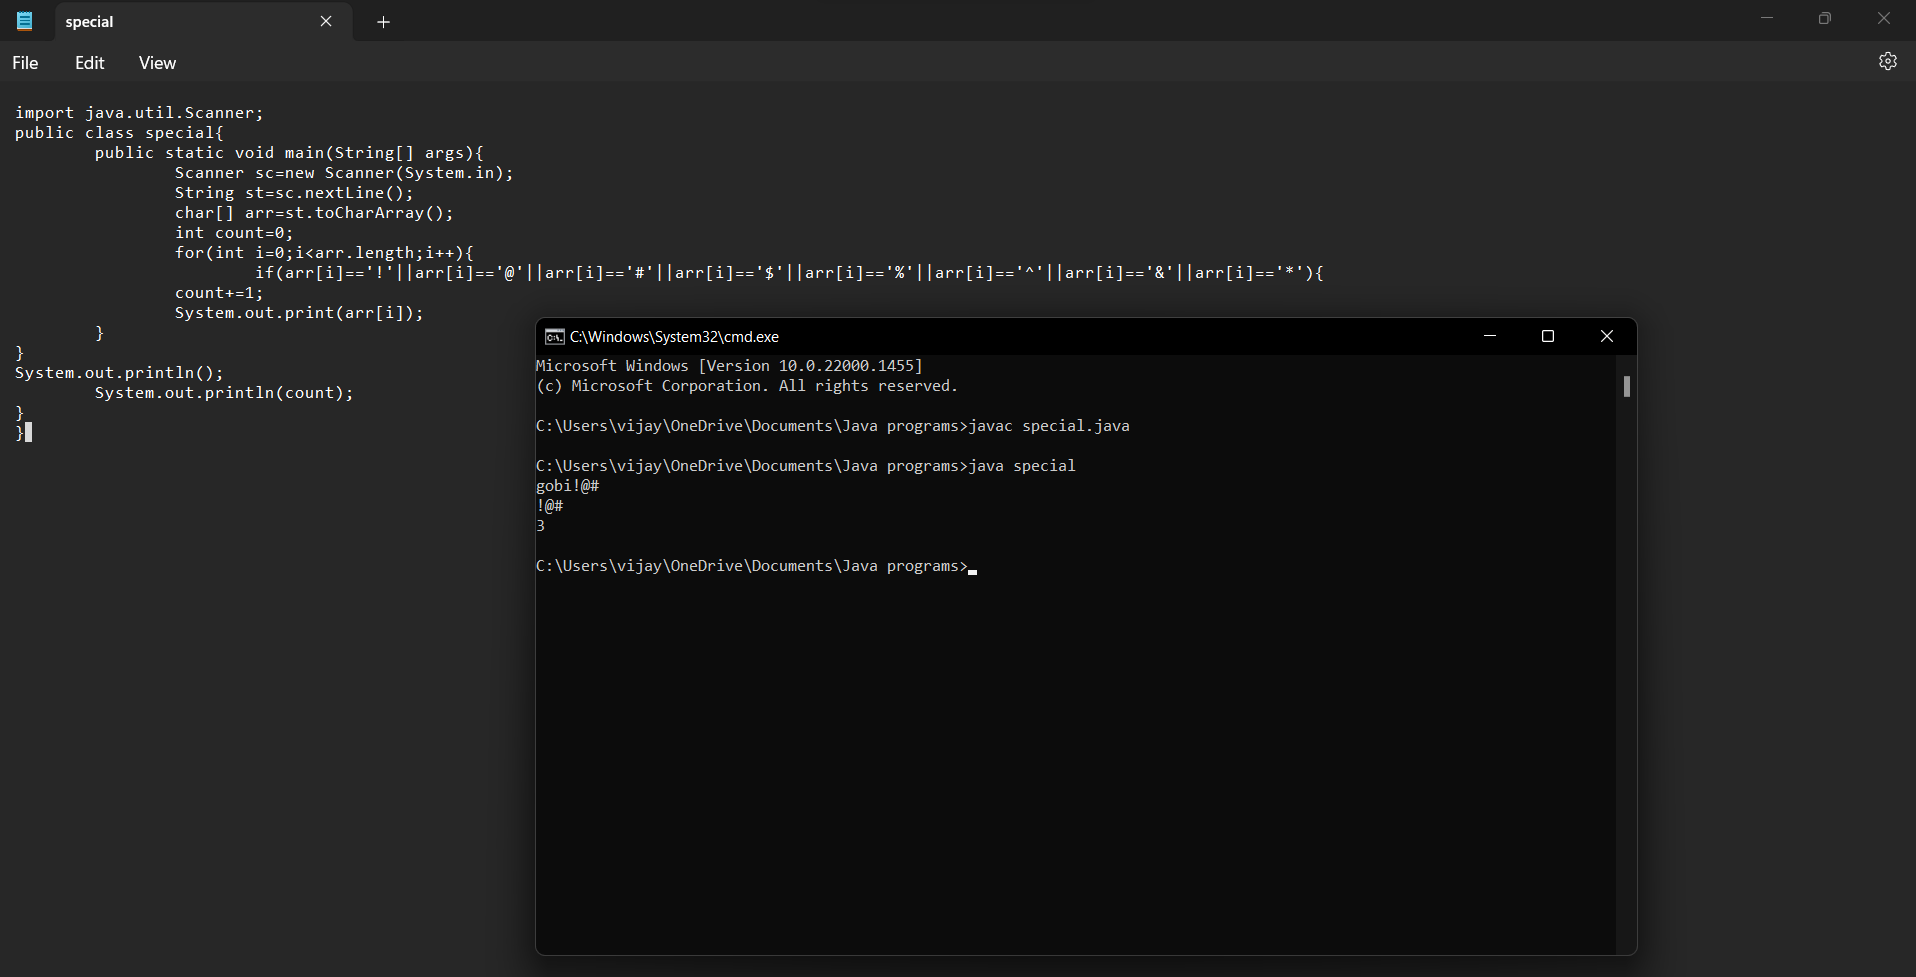 special
File Edit View
import java.util.Scanner;
public class special{
public static void main(String[] args){
Scanner sc=new Scanner(System.in);
String st=sc.nextLine();
char[] arr=st.toCharArray();
int count=0;
for(int i=0;i<arr.length;i++){
if(arr[i]=='!'||arr[i]=='@'||arr[i]=='#'||arr[i]=='$'||arr[i]=='%'||arr[i]=='^'||arr[i]=='&'||arr[i]=='*'){
count+=1;
System.out.print(arr[i]);
}
}
System.out.println();
System.out.println(count);
}
}
C:\Windows\System32\cmd.exe
Microsoft Windows [Version 10.0.22000.1455]
(c) Microsoft Corporation. All rights reserved.
C:\Users\vijay\OneDrive\Documents\Java programs>javac special.java
C:\Users\vijay\OneDrive\Documents\Java programs>java special
gobi!@#
!@#
3
C:\Users\vijay\OneDrive\Documents\Java programs>